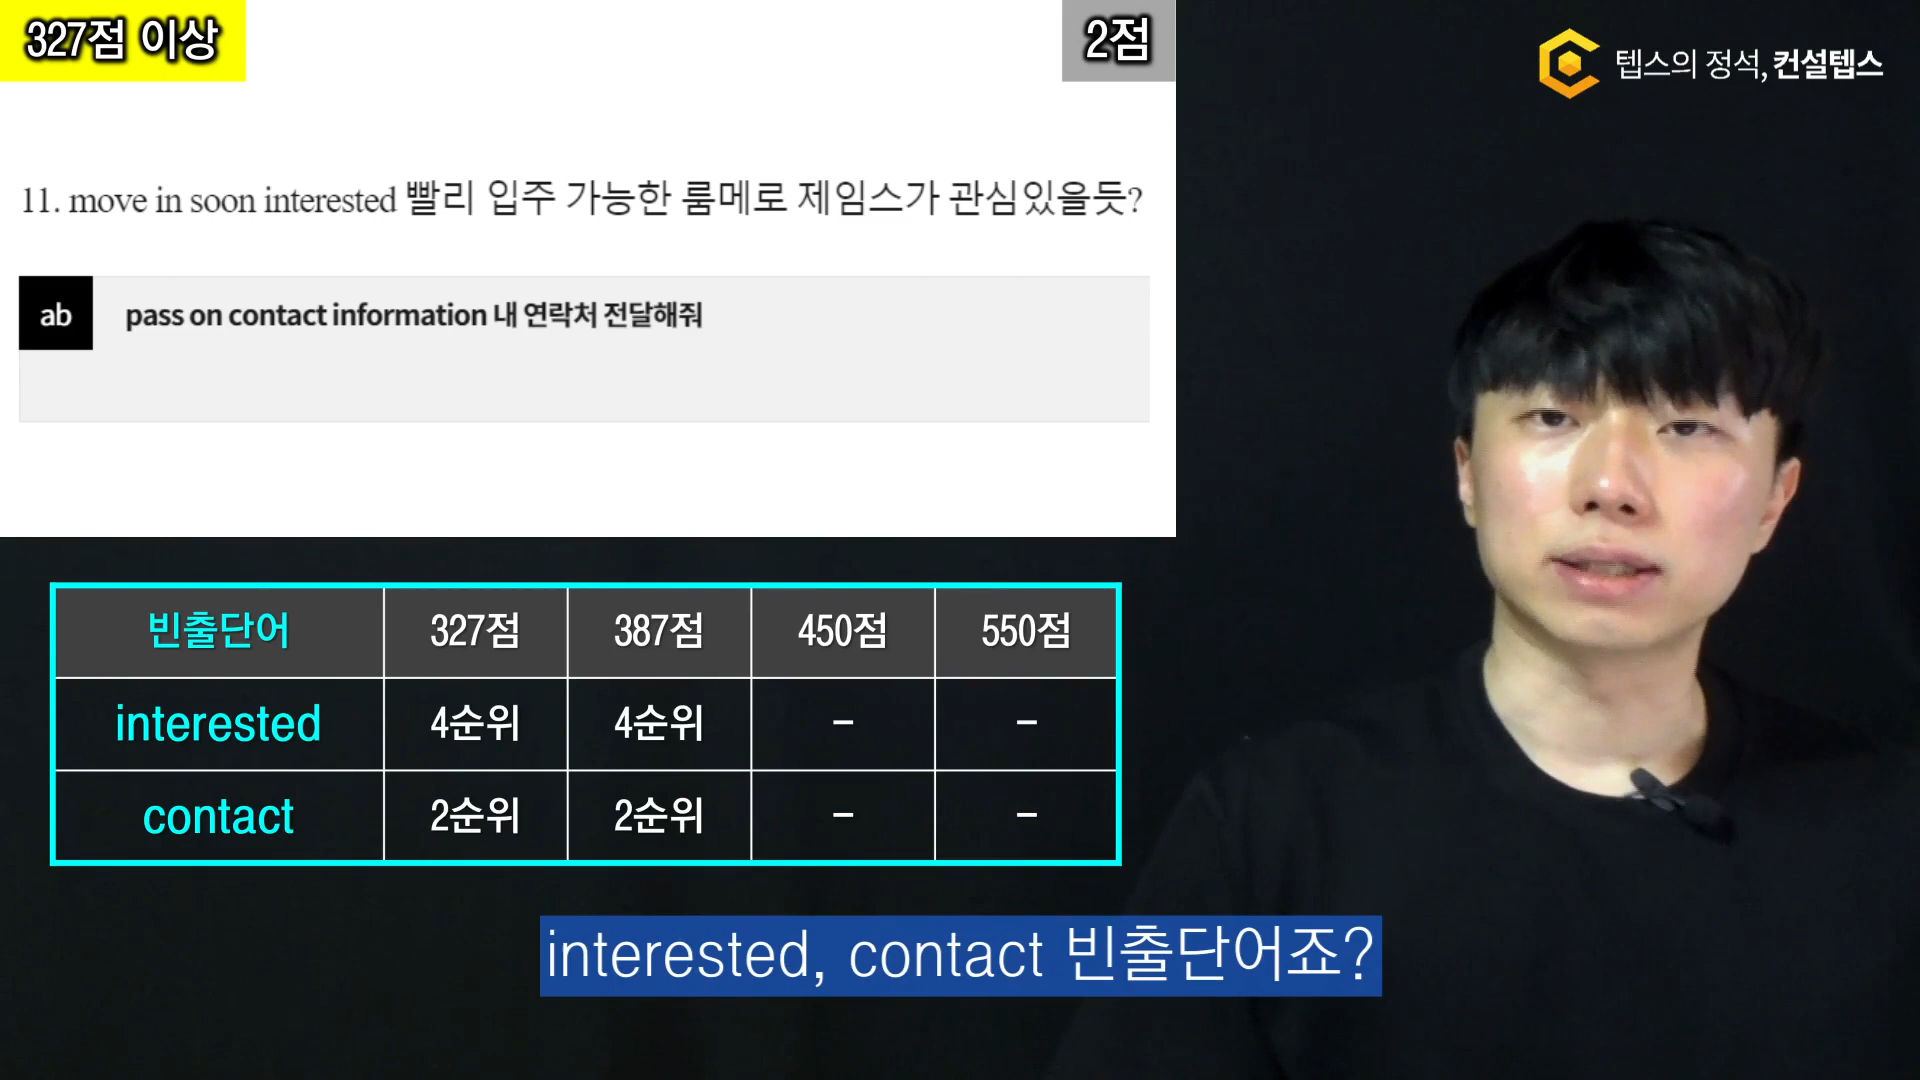 327점 이상
2점
텝스의 정석, 컨설텝스
11. move in soon interested 빨리 입주 가능한 룸메로 제임스가 관심있을듯?
ab
pass on contact information 내 연락처 전달해줘
빈출단어 327점 387점 450점 550점
interested 4순위 4순위 - -
contact 2순위 2순위 - -
interested, contact 빈출단어죠?